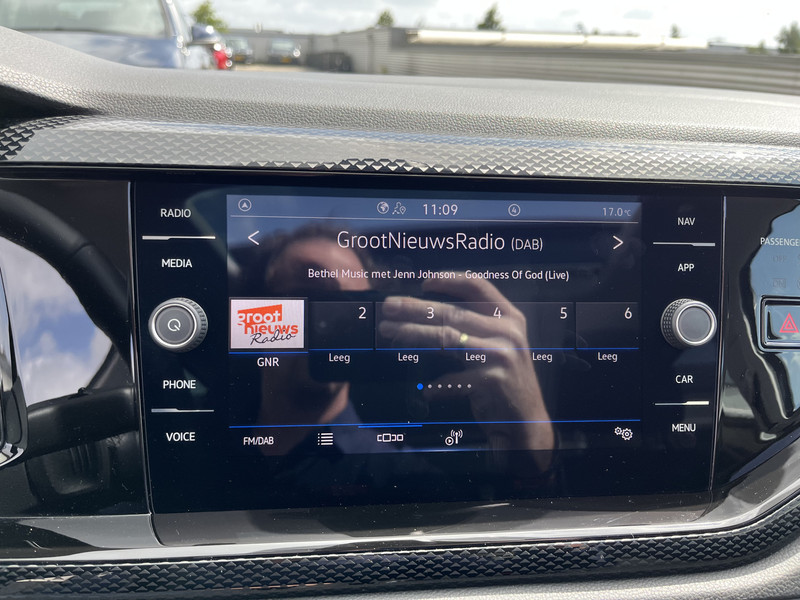 RADIO
MEDIA
PHONE
VOICE
11:09
4
17.0°C
< GrootNieuwsRadio (DAB) >
Bethel Music met Jenn Johnson - Goodness Of God (Live)
groot
nieuws
Radio
2 3 4 5 6
GNR Leeg Leeg Leeg Leeg Leeg
FM/DAB
NAV
APP
CAR
MENU